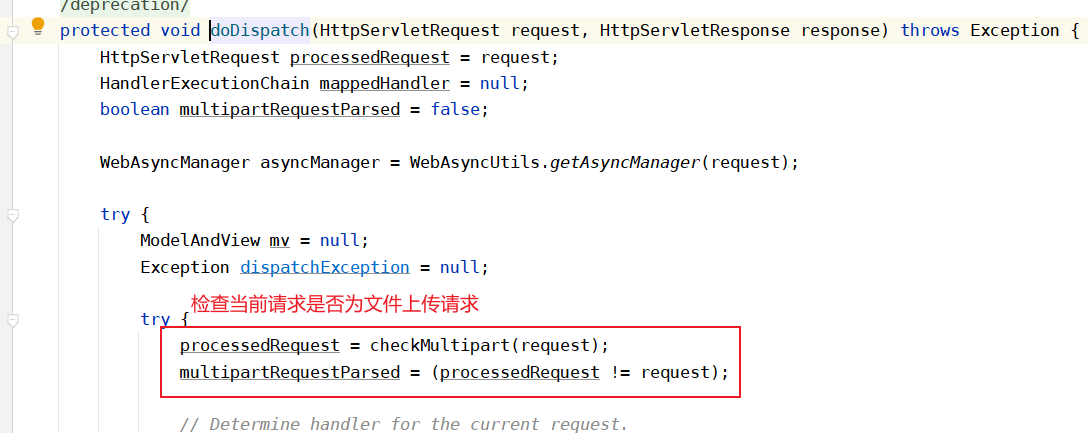 /deprecation/
protected void doDispatch(HttpServletRequest request, HttpServletResponse response) throws Exception {
HttpServletRequest processedRequest = request;
HandlerExecutionChain mappedHandler = null;
boolean multipartRequestParsed = false;
WebAsyncManager asyncManager = WebAsyncUtils.getAsyncManager(request);
try {
ModelAndView mv = null;
Exception dispatchException = null;
检查当前请求是否为文件上传请求
try {
processedRequest = checkMultipart(request);
multipartRequestParsed = (processedRequest != request);
// Determine handler for the current request.